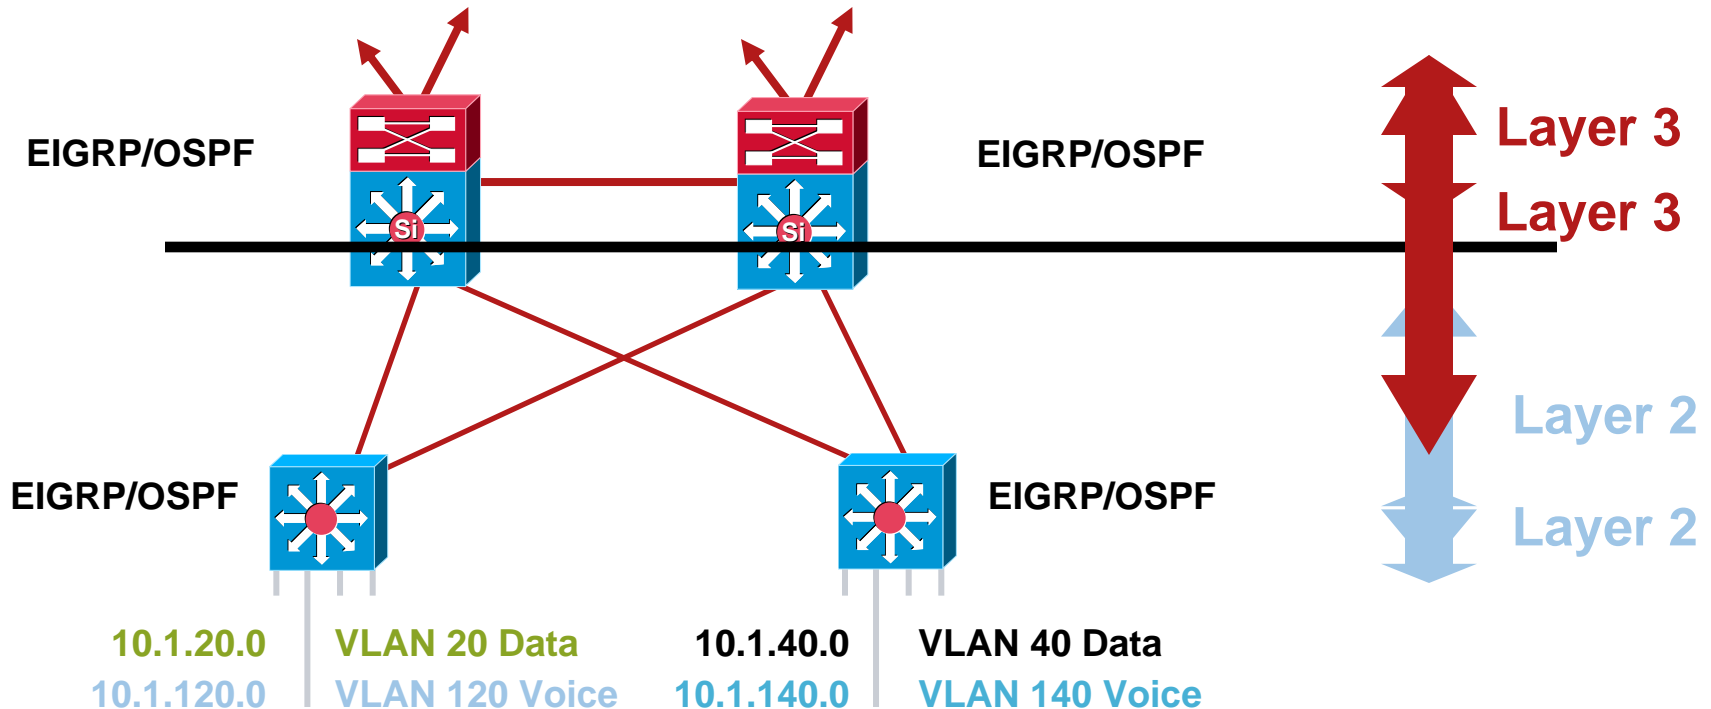 EIGRP/OSPF
EIGRP/OSPF
Layer 3
Layer 3
Si
Si
Layer 2
EIGRP/OSPF
EIGRP/OSPF
Layer 2
10.1.20.0 VLAN 20 Data
10.1.120.0 VLAN 120 Voice
10.1.40.0 VLAN 40 Data
10.1.140.0 VLAN 140 Voice